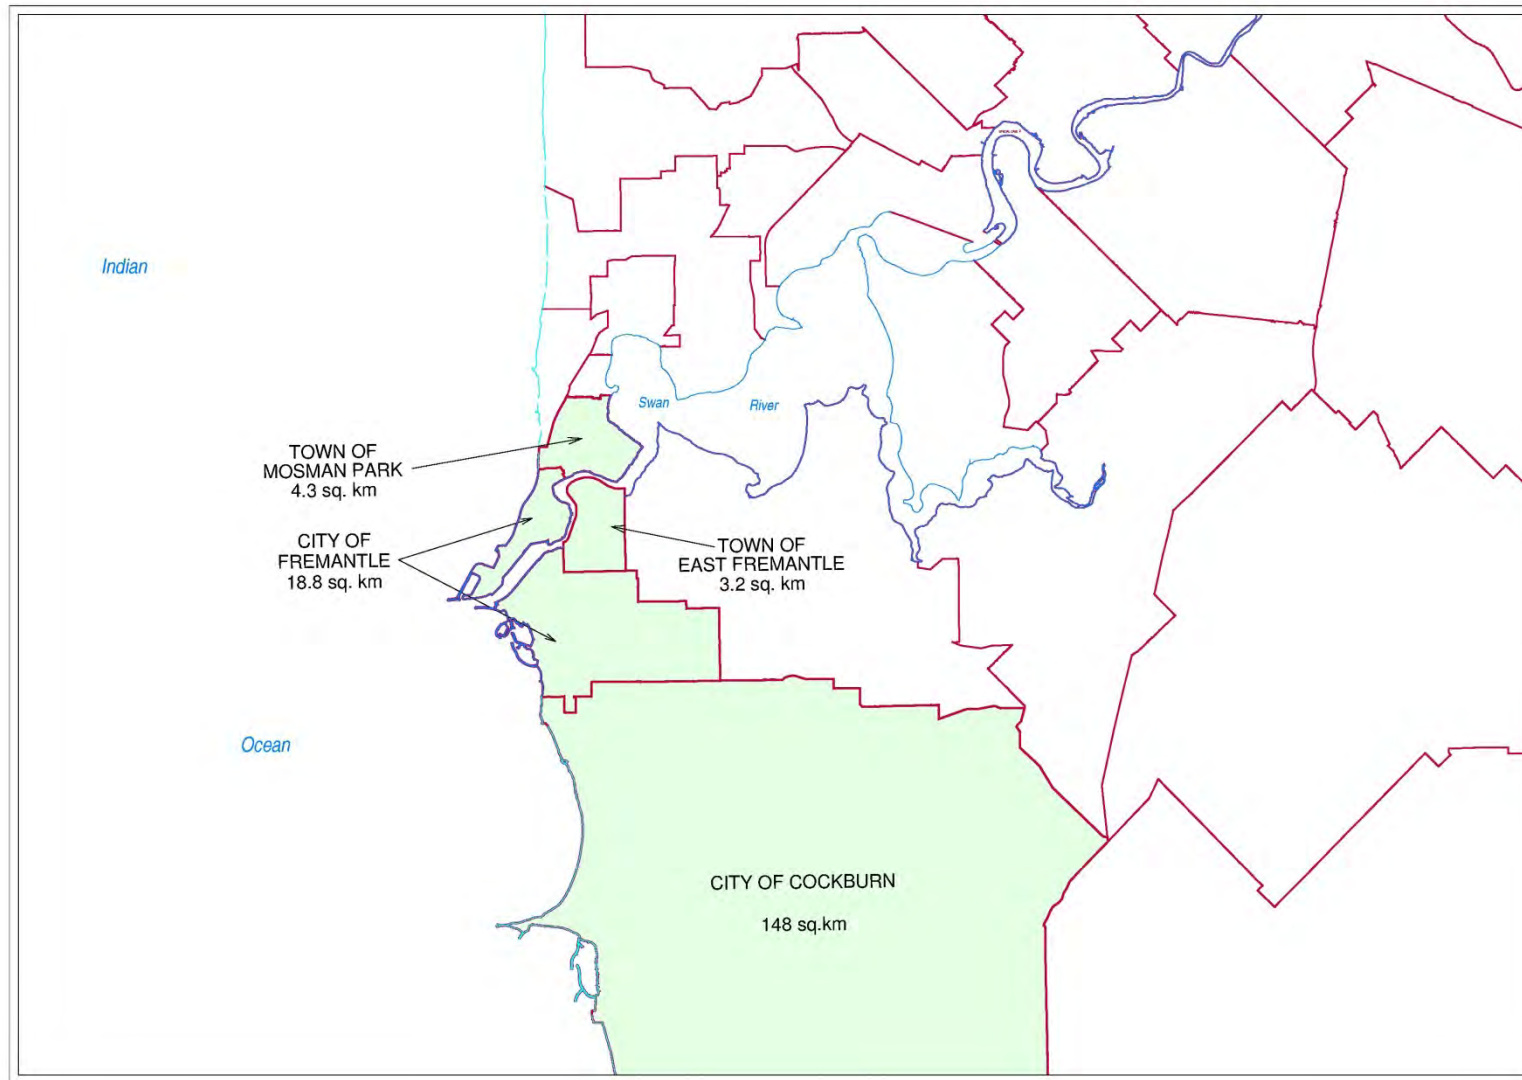 Indian
Swan
River
TOWN OF
MOSMAN PARK
4.3 sq. km
CITY OF
FREMANTLE
18.8 sq. km
TOWN OF
EAST FREMANTLE
3.2 sq. km
Ocean
CITY OF COCKBURN
148 sq.km